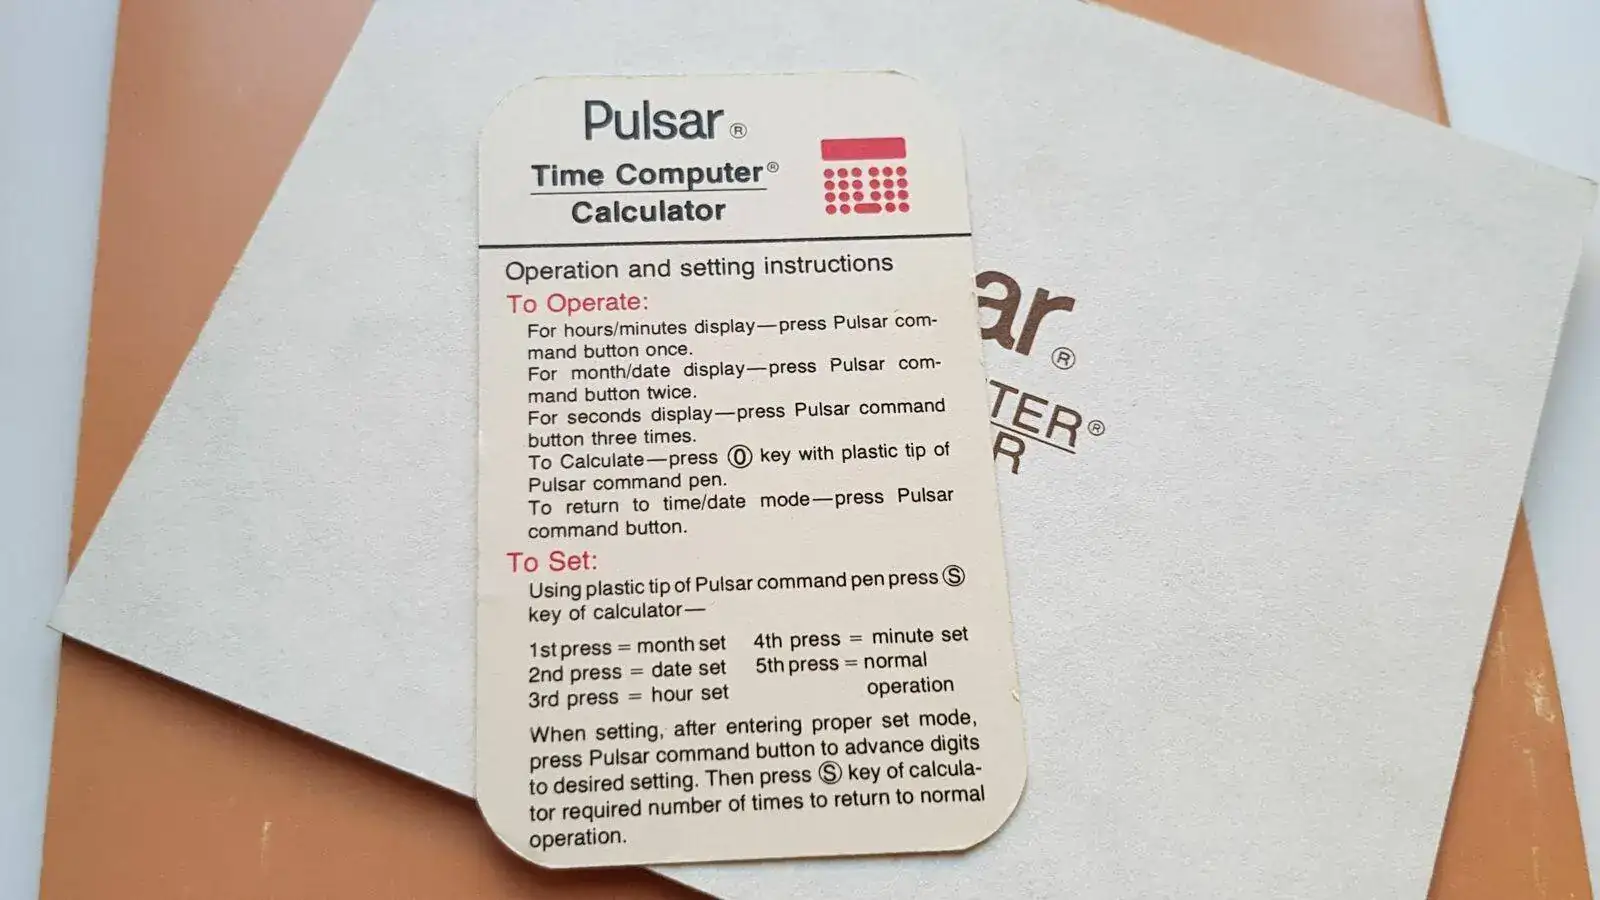 Pulsar®
Time Computer®
Calculator
Operation and setting instructions
To Operate:
For hours/minutes display—press Pulsar com-
mand button once.
For month/date display—press Pulsar com-
mand button twice.
For seconds display—press Pulsar command
button three times.
To Calculate—press Ⓞ key with plastic tip of
Pulsar command pen.
To return to time/date mode—press Pulsar
command button.
To Set:
Using plastic tip of Pulsar command pen press Ⓢ
key of calculator—
1st press = month set 4th press = minute set
2nd press = date set 5th press = normal
3rd press = hour set operation
When setting, after entering proper set mode,
press Pulsar command button to advance digits
to desired setting. Then press Ⓢ key of calcula-
tor required number of times to return to normal
operation.
ar®
TER®
R